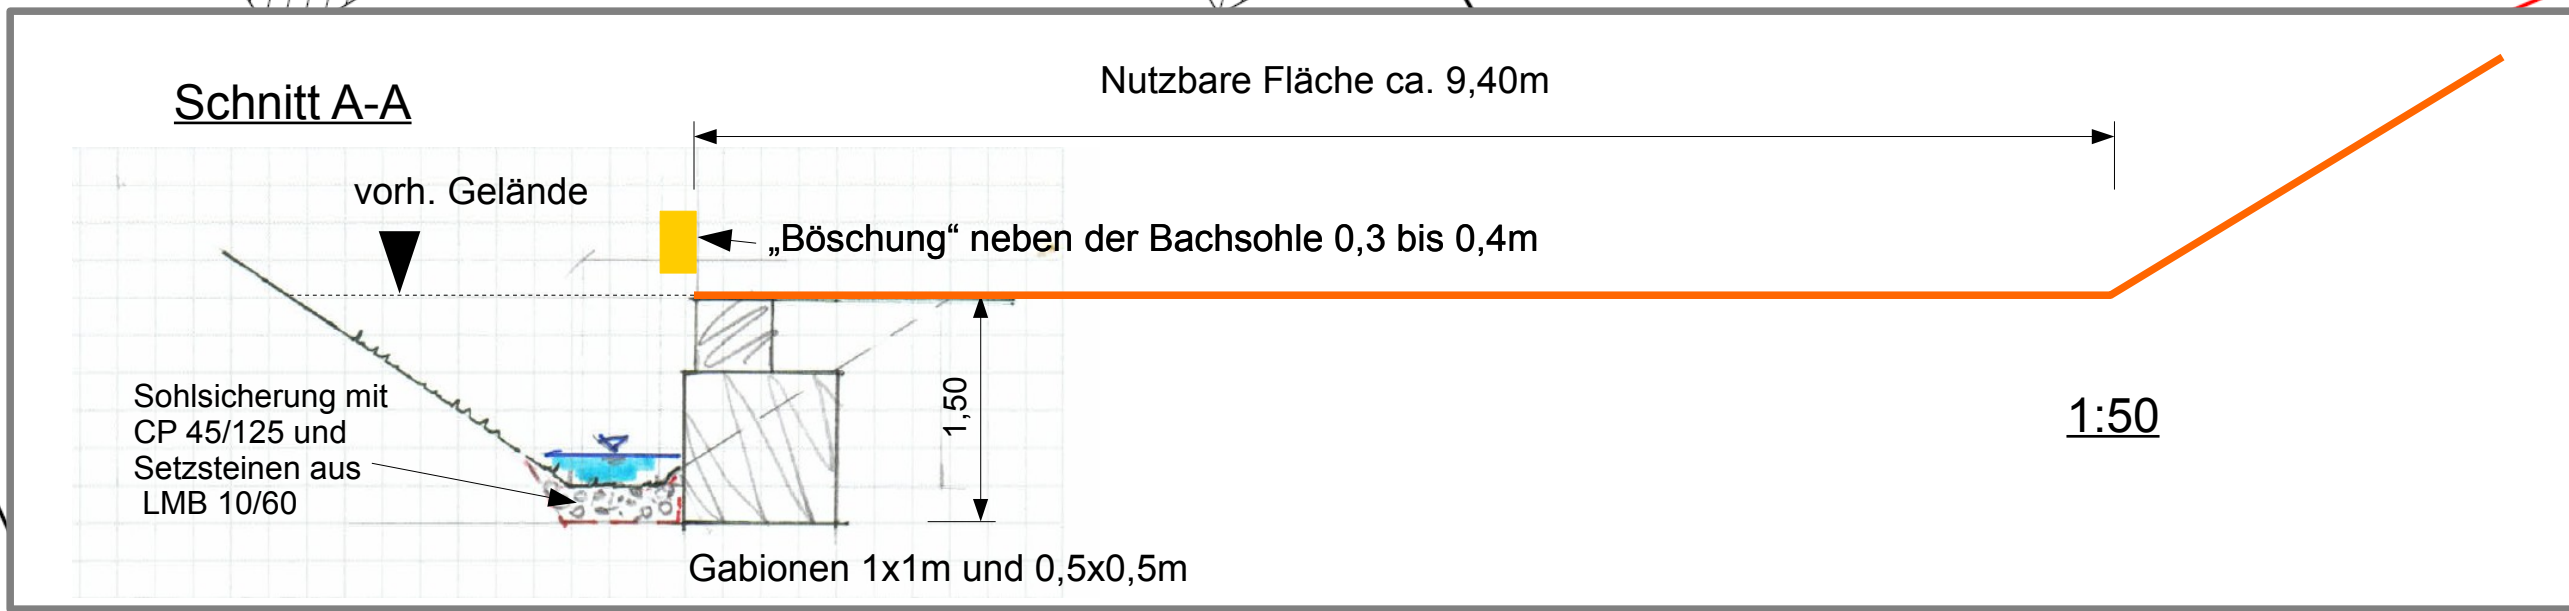 Schnitt A-A
Nutzbare Fläche ca. 9,40m
vorh. Gelände
„Böschung“ neben der Bachsohle 0,3 bis 0,4m
1,50
Sohlsicherung mit
CP 45/125 und
Setzsteinen aus
LMB 10/60
1:50
Gabionen 1x1m und 0,5x0,5m